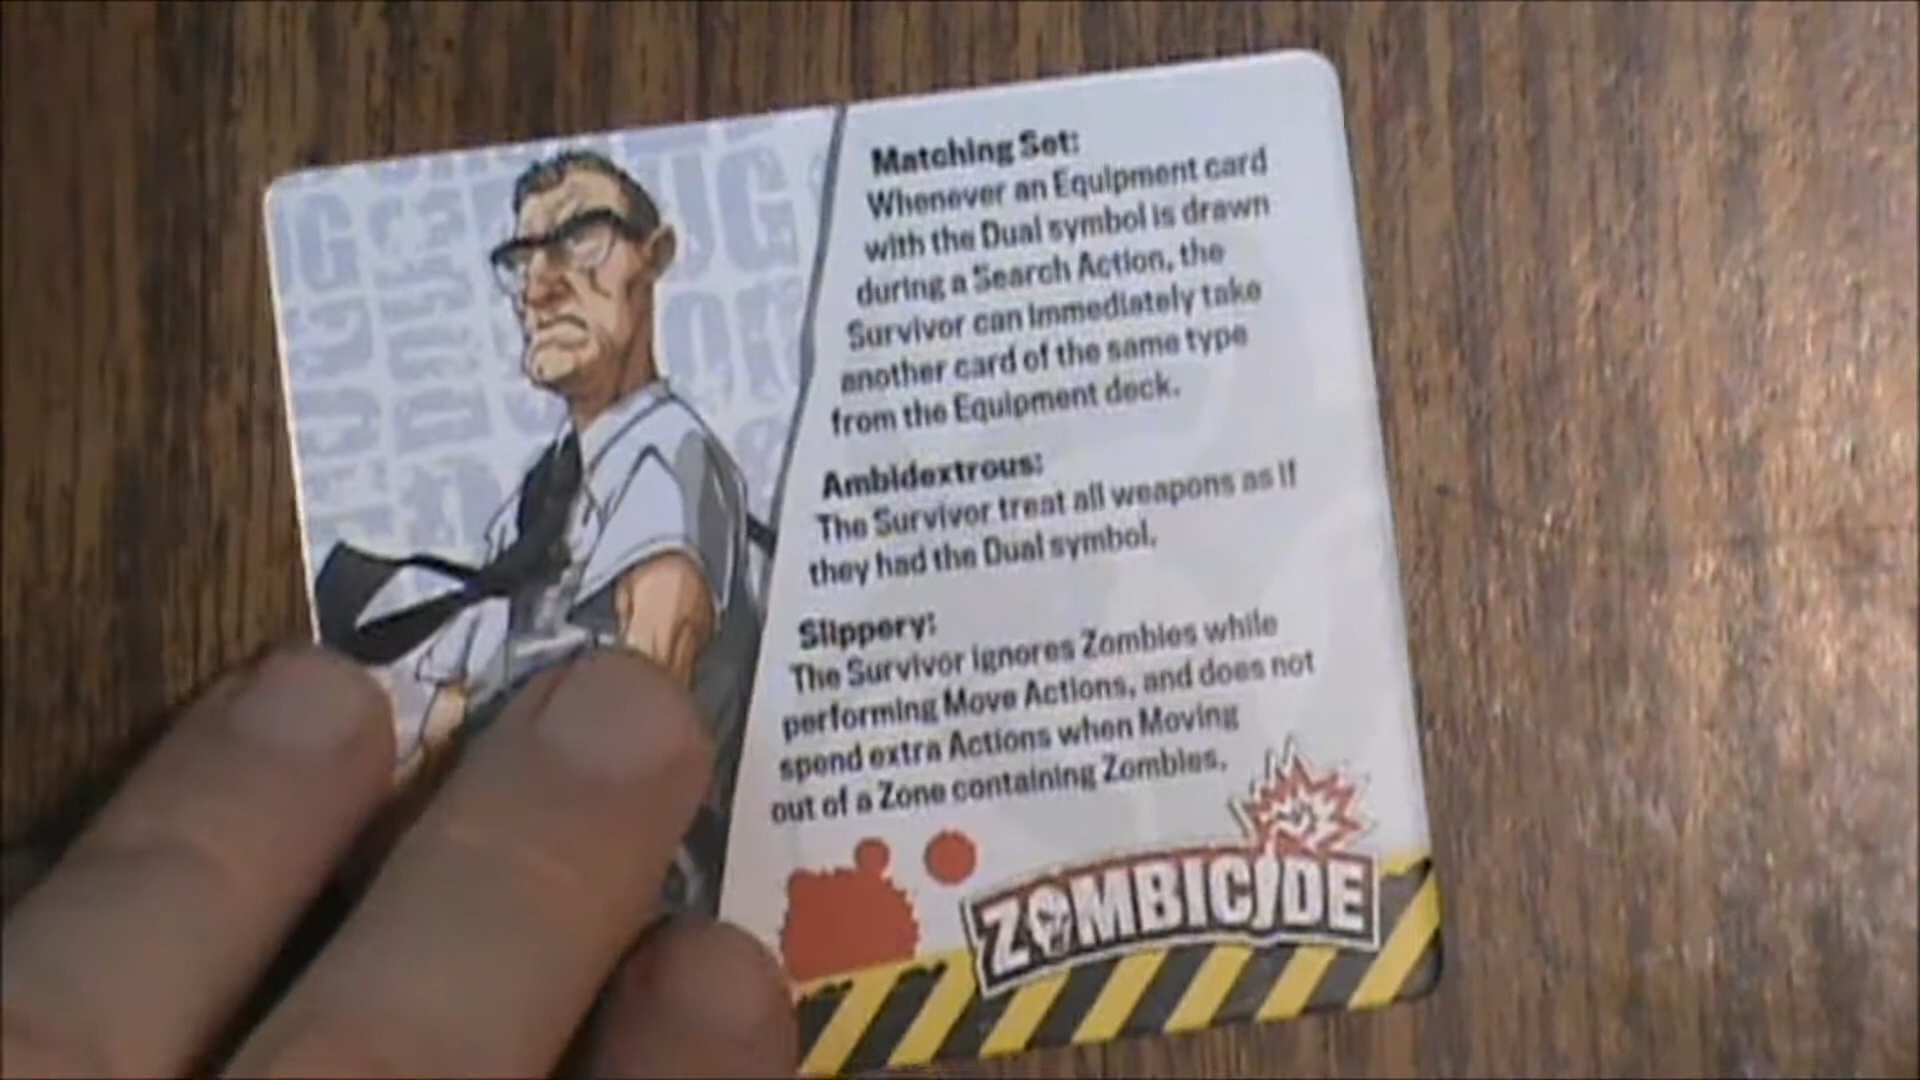 Matching Set:
Whenever an Equipment card
with the Dual symbol is drawn
during a Search Action, the
Survivor can immediately take
another card of the same type
from the Equipment deck.
Ambidextrous:
The Survivor treat all weapons as if
they had the Dual symbol.
Slippery:
The Survivor ignores Zombies while
performing Move Actions, and does not
spend extra Actions when Moving
out of a Zone containing Zombies.
ZOMBICIDE